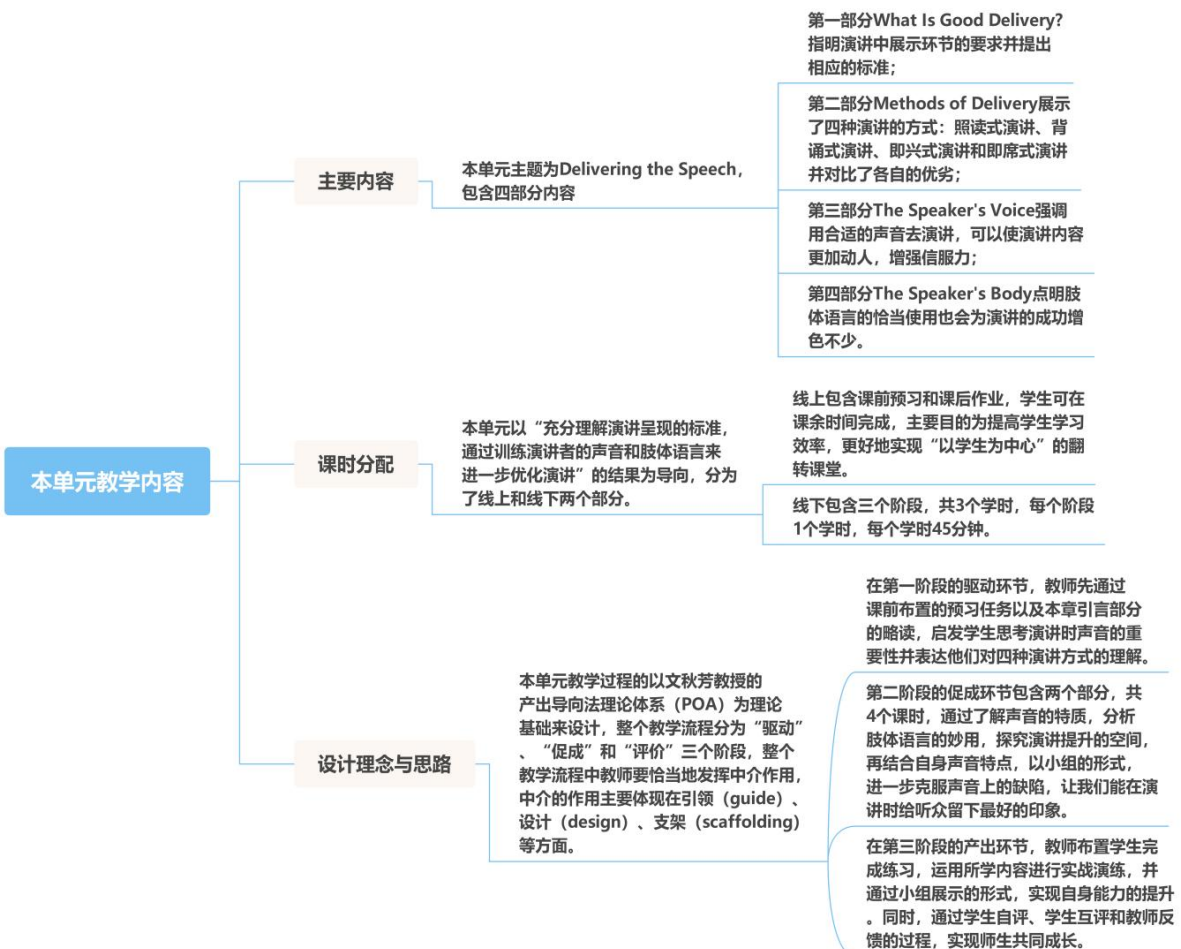 本单元教学内容
主要内容
本单元主题为Delivering the Speech,
包含四部分内容
第一部分What Is Good Delivery?
指明演讲中展示环节的要求并提出
相应的标准;
第二部分Methods of Delivery展示
了四种演讲的方式：照读式演讲、背
诵式演讲、即兴式演讲和即席式演讲
并对比了各自的优劣;
第三部分The Speaker's Voice强调
用合适的声音去演讲，可以使演讲内容
更加动人，增强信服力;
第四部分The Speaker's Body点明肢
体语言的恰当使用也会为演讲的成功增
色不少。
课时分配
本单元以“充分理解演讲呈现的标准，
通过训练演讲者的声音和肢体语言来
进一步优化演讲”的结果为导向，分为
了线上和线下两个部分。
线上包含课前预习和课后作业，学生可在
课余时间完成，主要目的为提高学生学习
效率，更好地实现“以学生为中心”的翻
转课堂。
线下包含三个阶段，共3个学时，每个阶段
1个学时，每个学时45分钟。
设计理念与思路
本单元教学过程的以文秋芳教授的
产出导向法理论体系（POA）为理论
基础来设计，整个教学流程分为“驱动”
、“促成”和“评价”三个阶段，整个
教学流程中教师要恰当地发挥中介作用，
中介的作用主要体现在引领（guide）、
设计（design）、支架（scaffolding）
等方面。
在第一阶段的驱动环节，教师先通过
课前布置的预习任务以及本章引言部分
的略读，启发学生思考演讲时声音的重
要性并表达他们对四种演讲方式的理解。
第二阶段的促成环节包含两个部分，共
4个课时，通过了解声音的特质，分析
肢体语言的妙用，探究演讲提升的空间，
再结合自身声音特点，以小组的形式，
进一步克服声音上的缺陷，让我们能在演
讲时给听众留下最好的印象。
在第三阶段的产出环节，教师布置学生完
成练习，运用所学内容进行实战演练，并
通过小组展示的形式，实现自身能力的提升
。同时，通过学生自评、学生互评和教师反
馈的过程，实现师生共同成长。